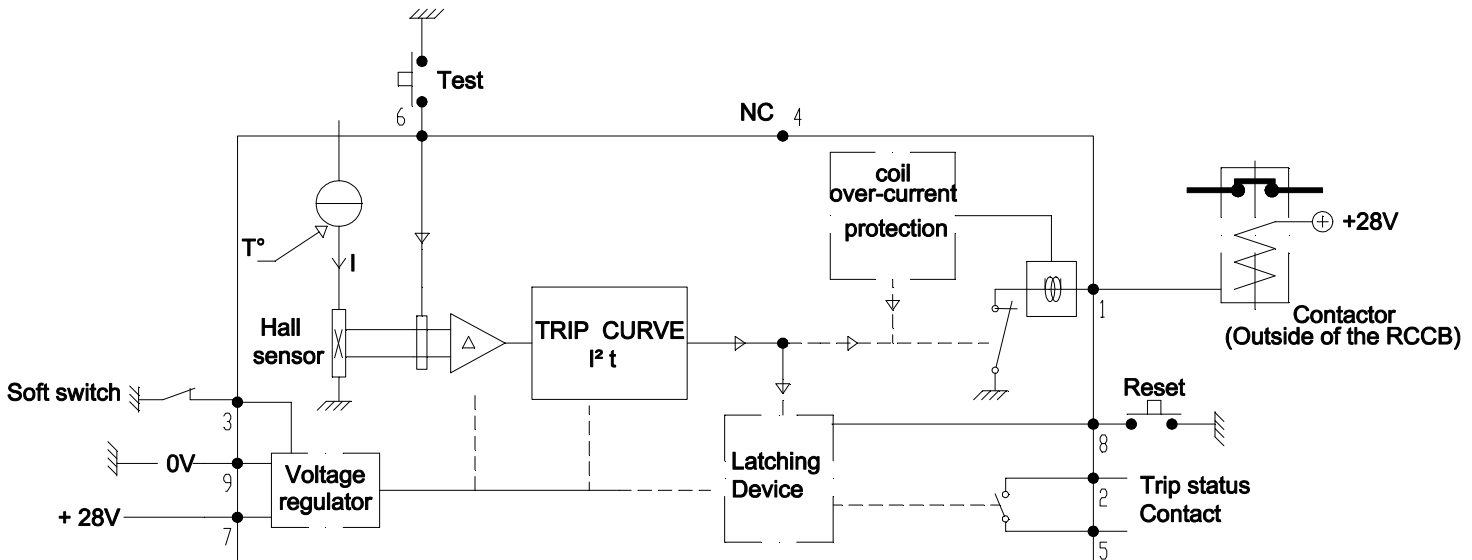 Test
6
NC 4
coil
over-current
protection
+28V
T°
I
1
Contactor
(Outside of the RCCB)
Hall
sensor
Δ
TRIP CURVE
I² t
Soft switch
3
Reset
8
0V
9
Voltage
regulator
Latching
Device
2
Trip status
Contact
+ 28V
7
5